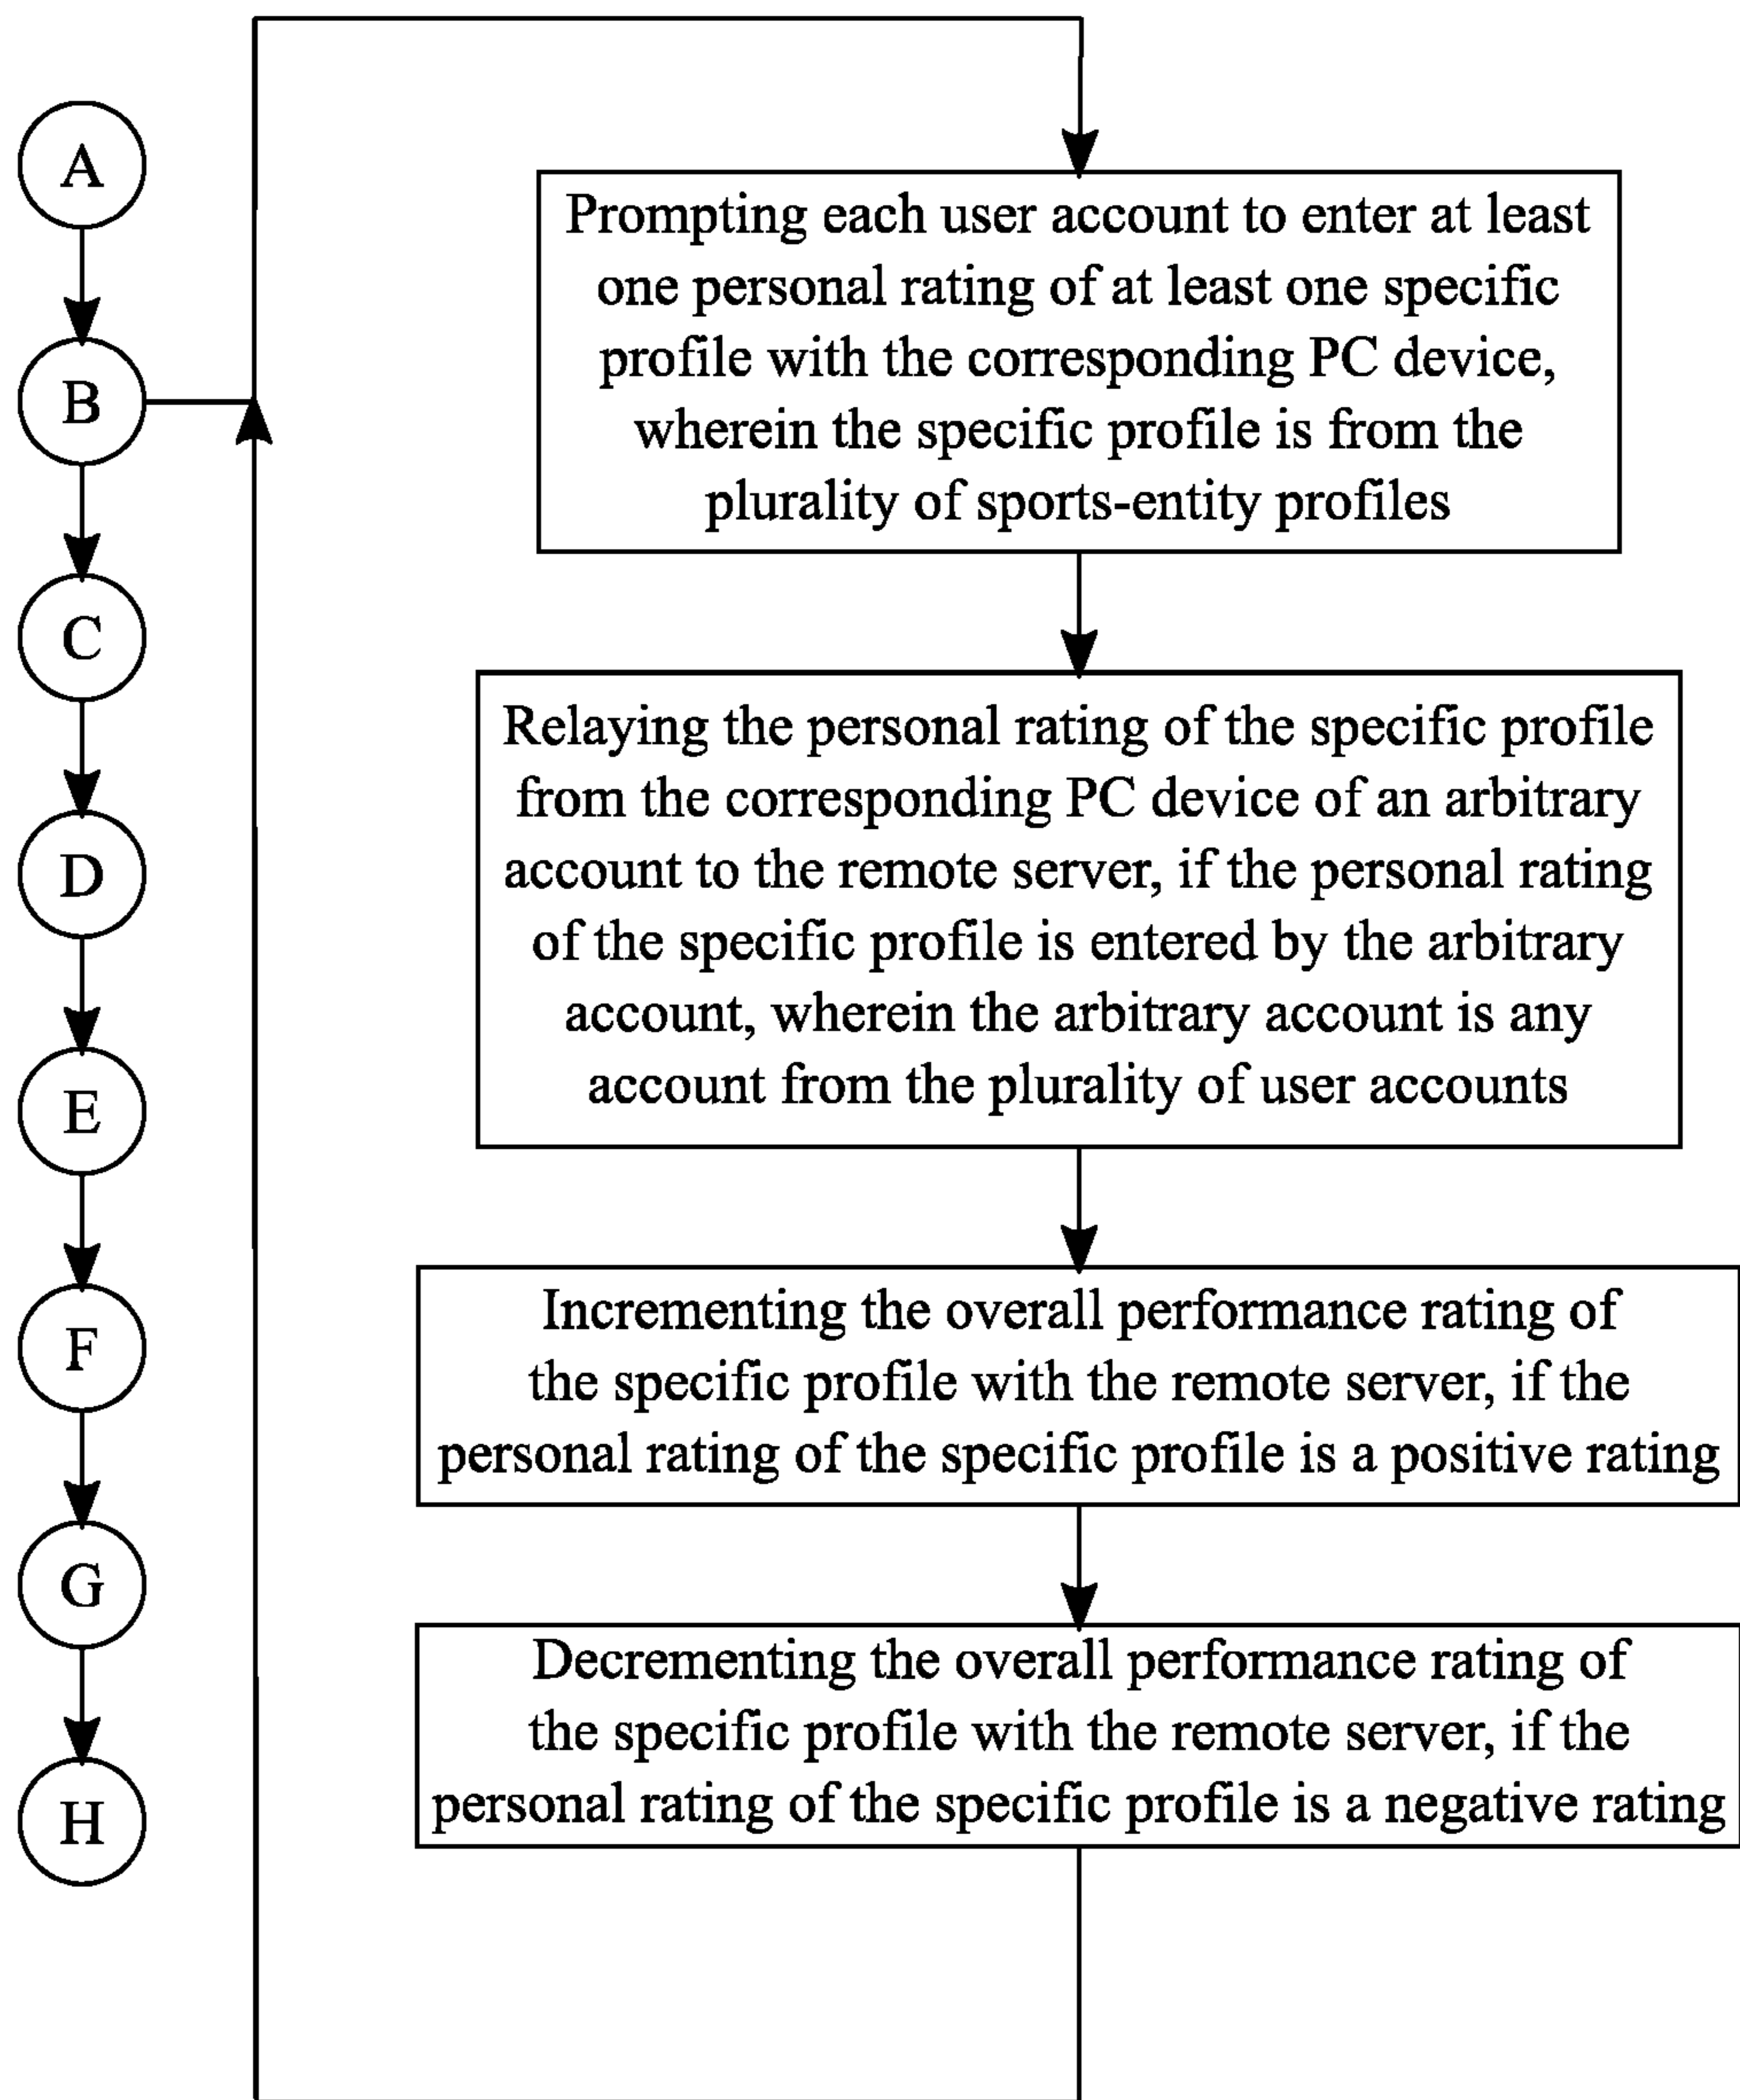 A
B
C
D
E
F
G
H
Prompting each user account to enter at least
one personal rating of at least one specific
profile with the corresponding PC device,
wherein the specific profile is from the
plurality of sports-entity profiles
Relaying the personal rating of the specific profile
from the corresponding PC device of an arbitrary
account to the remote server, if the personal rating
of the specific profile is entered by the arbitrary
account, wherein the arbitrary account is any
account from the plurality of user accounts
Incrementing the overall performance rating of
the specific profile with the remote server, if the
personal rating of the specific profile is a positive rating
Decrementing the overall performance rating of
the specific profile with the remote server, if the
personal rating of the specific profile is a negative rating